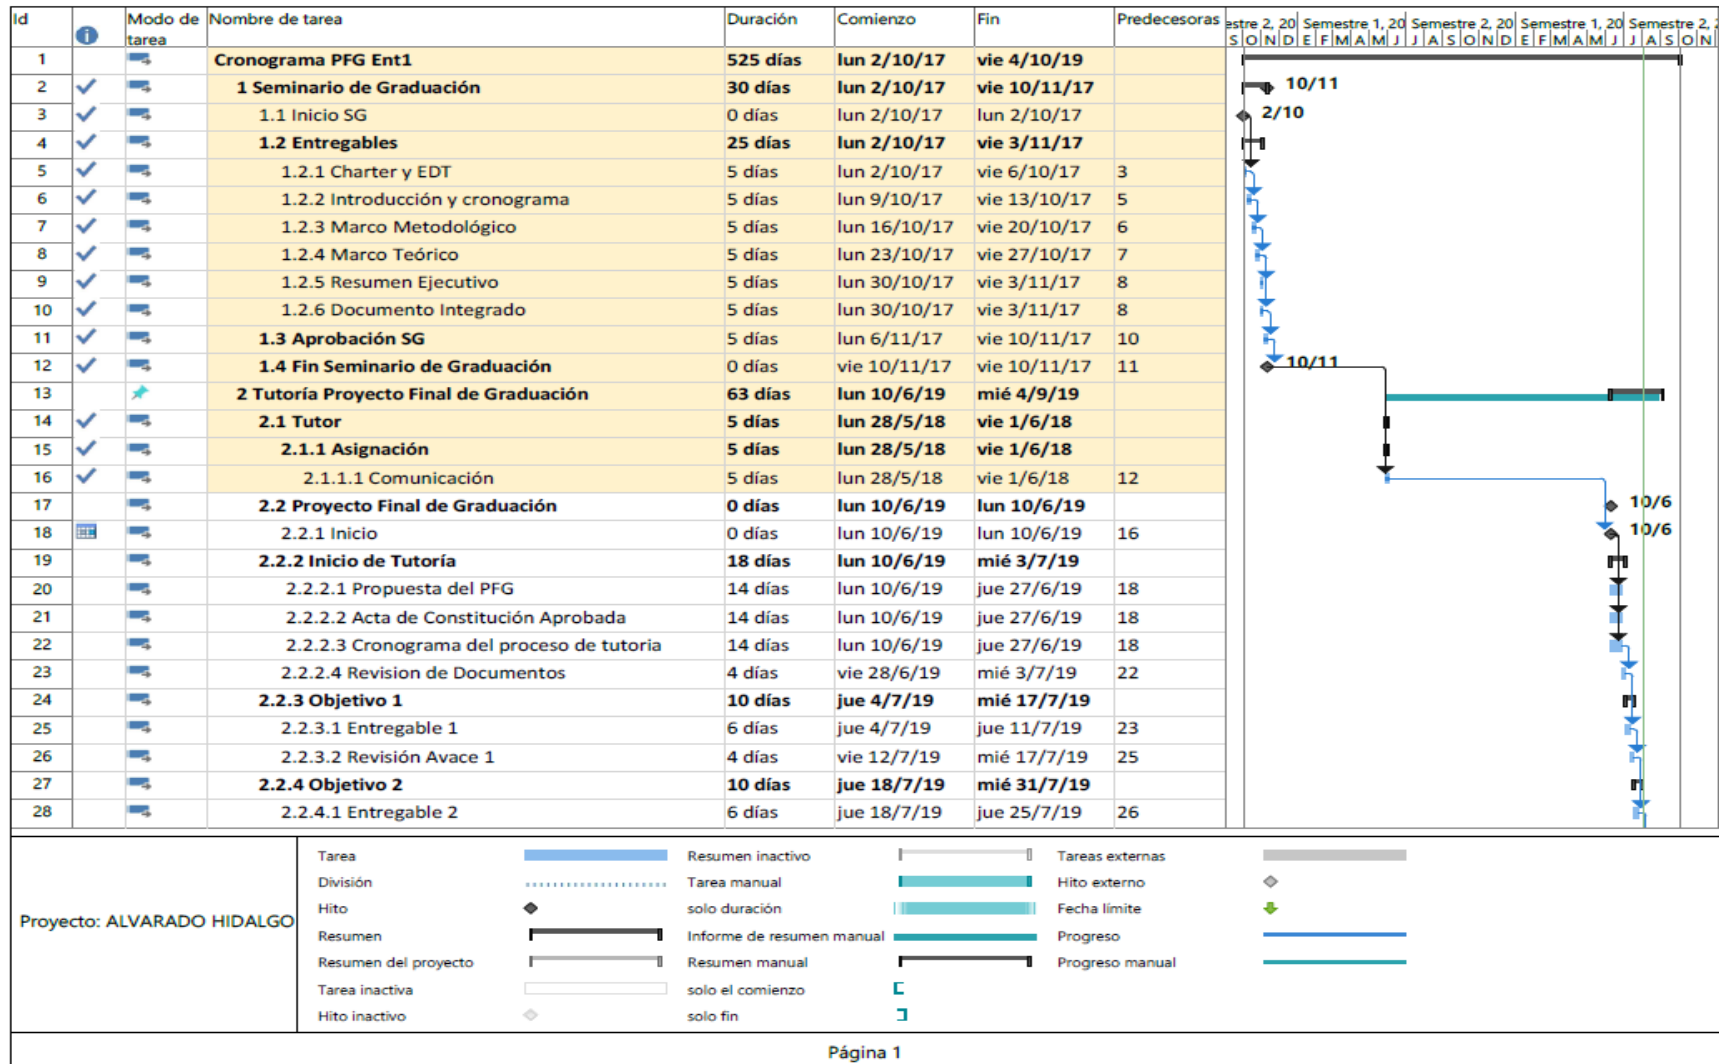 Id Modo de tarea Nombre de tarea Duración Comienzo Fin Predecesoras estre 2, 20 Semestre 1, 20 Semestre 2, 20 Semestre 1, 20 Semestre 2,
S O N D E F M A M J J A S O N D E F M A M J J A S O N
1 Cronograma PFG Ent1 525 días lun 2/10/17 vie 4/10/19
2 1 Seminario de Graduación 30 días lun 2/10/17 vie 10/11/17 10/11
3 1.1 Inicio SG 0 días lun 2/10/17 lun 2/10/17 2/10
4 1.2 Entregables 25 días lun 2/10/17 vie 3/11/17
5 1.2.1 Charter y EDT 5 días lun 2/10/17 vie 6/10/17 3
6 1.2.2 Introducción y cronograma 5 días lun 9/10/17 vie 13/10/17 5
7 1.2.3 Marco Metodológico 5 días lun 16/10/17 vie 20/10/17 6
8 1.2.4 Marco Teórico 5 días lun 23/10/17 vie 27/10/17 7
9 1.2.5 Resumen Ejecutivo 5 días lun 30/10/17 vie 3/11/17 8
10 1.2.6 Documento Integrado 5 días lun 30/10/17 vie 3/11/17 8
11 1.3 Aprobación SG 5 días lun 6/11/17 vie 10/11/17 10
12 1.4 Fin Seminario de Graduación 0 días vie 10/11/17 vie 10/11/17 11 10/11
13 2 Tutoría Proyecto Final de Graduación 63 días lun 10/6/19 mié 4/9/19
14 2.1 Tutor 5 días lun 28/5/18 vie 1/6/18
15 2.1.1 Asignación 5 días lun 28/5/18 vie 1/6/18
16 2.1.1.1 Comunicación 5 días lun 28/5/18 vie 1/6/18 12
17 2.2 Proyecto Final de Graduación 0 días lun 10/6/19 lun 10/6/19 10/6
18 2.2.1 Inicio 0 días lun 10/6/19 lun 10/6/19 16 10/6
19 2.2.2 Inicio de Tutoría 18 días lun 10/6/19 mié 3/7/19
20 2.2.2.1 Propuesta del PFG 14 días lun 10/6/19 jue 27/6/19 18
21 2.2.2.2 Acta de Constitución Aprobada 14 días lun 10/6/19 jue 27/6/19 18
22 2.2.2.3 Cronograma del proceso de tutoria 14 días lun 10/6/19 jue 27/6/19 18
23 2.2.2.4 Revision de Documentos 4 días vie 28/6/19 mié 3/7/19 22
24 2.2.3 Objetivo 1 10 días jue 4/7/19 mié 17/7/19
25 2.2.3.1 Entregable 1 6 días jue 4/7/19 jue 11/7/19 23
26 2.2.3.2 Revisión Avace 1 4 días vie 12/7/19 mié 17/7/19 25
27 2.2.4 Objetivo 2 10 días jue 18/7/19 mié 31/7/19
28 2.2.4.1 Entregable 2 6 días jue 18/7/19 jue 25/7/19 26
Proyecto: ALVARADO HIDALGO
Tarea Resumen inactivo Tareas externas
División Tarea manual Hito externo
Hito solo duración Fecha límite
Resumen Informe de resumen manual Progreso
Resumen del proyecto Resumen manual Progreso manual
Tarea inactiva solo el comienzo
Hito inactivo solo fin
Página 1